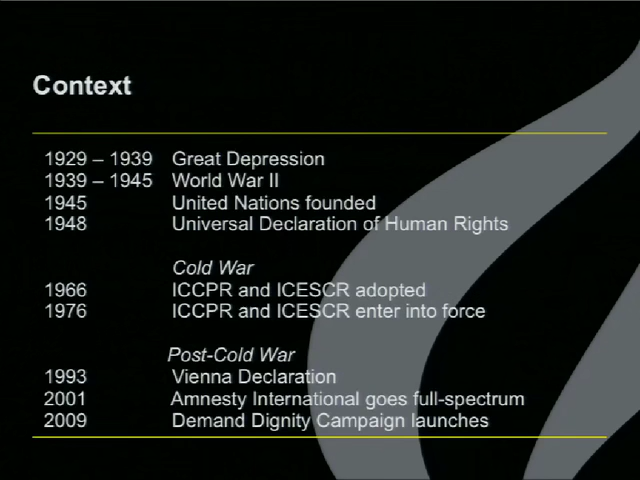 Context
1929 – 1939 Great Depression
1939 – 1945 World War II
1945 United Nations founded
1948 Universal Declaration of Human Rights
Cold War
1966 ICCPR and ICESCR adopted
1976 ICCPR and ICESCR enter into force
Post-Cold War
1993 Vienna Declaration
2001 Amnesty International goes full-spectrum
2009 Demand Dignity Campaign launches